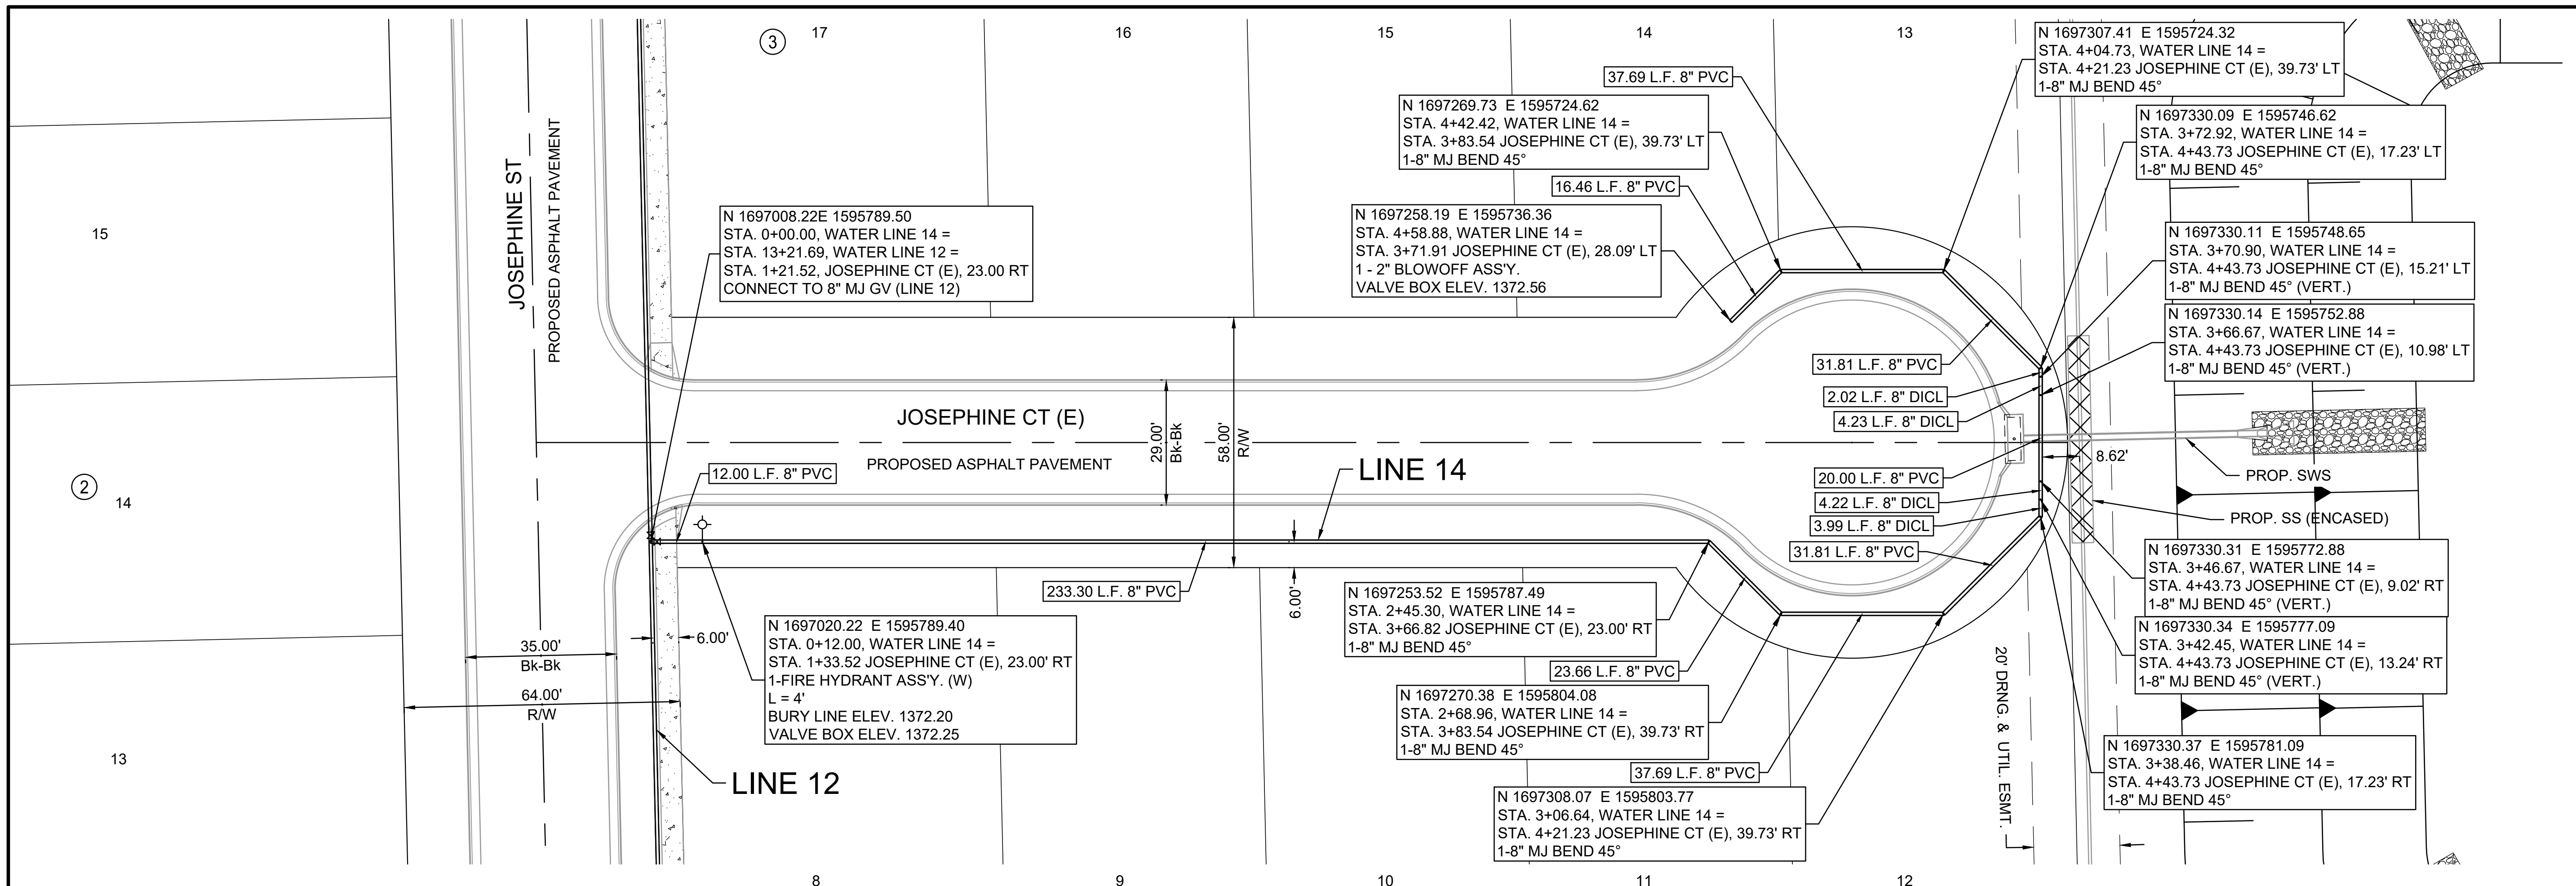 17
16
15
14
13
3
15
2
14
13
8
9
10
11
12
JOSEPHINE ST
PROPOSED ASPHALT PAVEMENT
N 1697008.22E 1595789.50
STA. 0+00.00, WATER LINE 14 =
STA. 13+21.69, WATER LINE 12 =
STA. 1+21.52, JOSEPHINE CT (E), 23.00 RT
CONNECT TO 8" MJ GV (LINE 12)
37.69 L.F. 8" PVC
N 1697269.73 E 1595724.62
STA. 4+42.42, WATER LINE 14 =
STA. 3+83.54 JOSEPHINE CT (E), 39.73' LT
1-8" MJ BEND 45°
16.46 L.F. 8" PVC
N 1697258.19 E 1595736.36
STA. 4+58.88, WATER LINE 14 =
STA. 3+71.91 JOSEPHINE CT (E), 28.09' LT
1 - 2" BLOWOFF ASS'Y.
VALVE BOX ELEV. 1372.56
N 1697307.41 E 1595724.32
STA. 4+04.73, WATER LINE 14 =
STA. 4+21.23 JOSEPHINE CT (E), 39.73' LT
1-8" MJ BEND 45°
N 1697330.09 E 1595746.62
STA. 3+72.92, WATER LINE 14 =
STA. 4+43.73 JOSEPHINE CT (E), 17.23' LT
1-8" MJ BEND 45°
N 1697330.11 E 1595748.65
STA. 3+70.90, WATER LINE 14 =
STA. 4+43.73 JOSEPHINE CT (E), 15.21' LT
1-8" MJ BEND 45° (VERT.)
N 1697330.14 E 1595752.88
STA. 3+66.67, WATER LINE 14 =
STA. 4+43.73 JOSEPHINE CT (E), 10.98' LT
1-8" MJ BEND 45° (VERT.)
31.81 L.F. 8" PVC
2.02 L.F. 8" DICL
4.23 L.F. 8" DICL
20.00 L.F. 8" PVC
4.22 L.F. 8" DICL
3.99 L.F. 8" DICL
31.81 L.F. 8" PVC
JOSEPHINE CT (E)
PROPOSED ASPHALT PAVEMENT
29.00'
Bk-Bk
58.00'
R/W
12.00 L.F. 8" PVC
LINE 14
8.62'
PROP. SWS
PROP. SS (ENCASED)
233.30 L.F. 8" PVC
6.00'
N 1697253.52 E 1595787.49
STA. 2+45.30, WATER LINE 14 =
STA. 3+66.82 JOSEPHINE CT (E), 23.00' RT
1-8" MJ BEND 45°
23.66 L.F. 8" PVC
N 1697270.38 E 1595804.08
STA. 2+68.96, WATER LINE 14 =
STA. 3+83.54 JOSEPHINE CT (E), 39.73' RT
1-8" MJ BEND 45°
37.69 L.F. 8" PVC
N 1697308.07 E 1595803.77
STA. 3+06.64, WATER LINE 14 =
STA. 4+21.23 JOSEPHINE CT (E), 39.73' RT
1-8" MJ BEND 45°
N 1697020.22 E 1595789.40
STA. 0+12.00, WATER LINE 14 =
STA. 1+33.52 JOSEPHINE CT (E), 23.00' RT
1-FIRE HYDRANT ASS'Y. (W)
L = 4'
BURY LINE ELEV. 1372.20
VALVE BOX ELEV. 1372.25
35.00'
Bk-Bk
64.00'
R/W
6.00'
LINE 12
20' DRNG. & UTIL. ESMT.
N 1697330.31 E 1595772.88
STA. 3+46.67, WATER LINE 14 =
STA. 4+43.73 JOSEPHINE CT (E), 9.02' RT
1-8" MJ BEND 45° (VERT.)
N 1697330.34 E 1595777.09
STA. 3+42.45, WATER LINE 14 =
STA. 4+43.73 JOSEPHINE CT (E), 13.24' RT
1-8" MJ BEND 45° (VERT.)
N 1697330.37 E 1595781.09
STA. 3+38.46, WATER LINE 14 =
STA. 4+43.73 JOSEPHINE CT (E), 17.23' RT
1-8" MJ BEND 45°